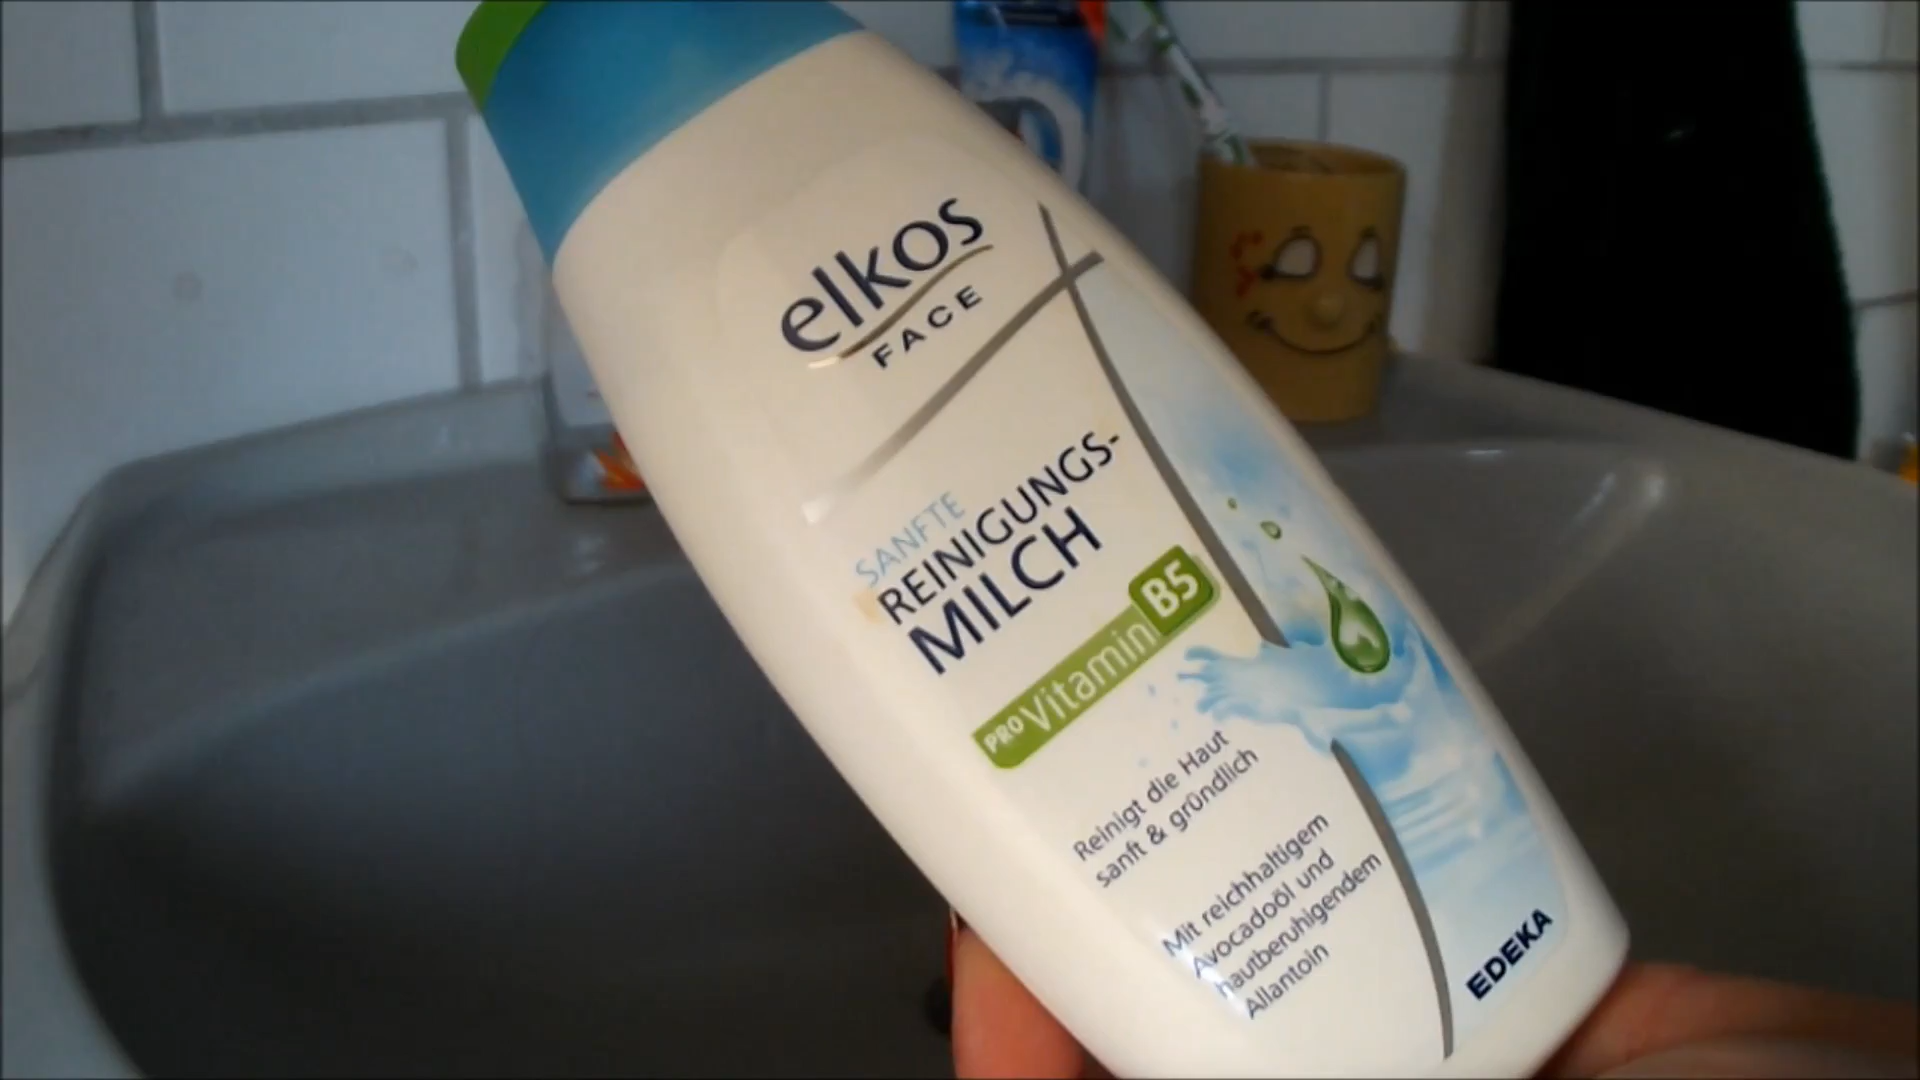 elkos
FACE
SANFTE
REINIGUNGS-
MILCH
PRO Vitamin B5
Reinigt die Haut
sanft & gründlich
Mit reichhaltigem
Avocadoöl und
hautberuhigendem
Allantoin
EDEKA